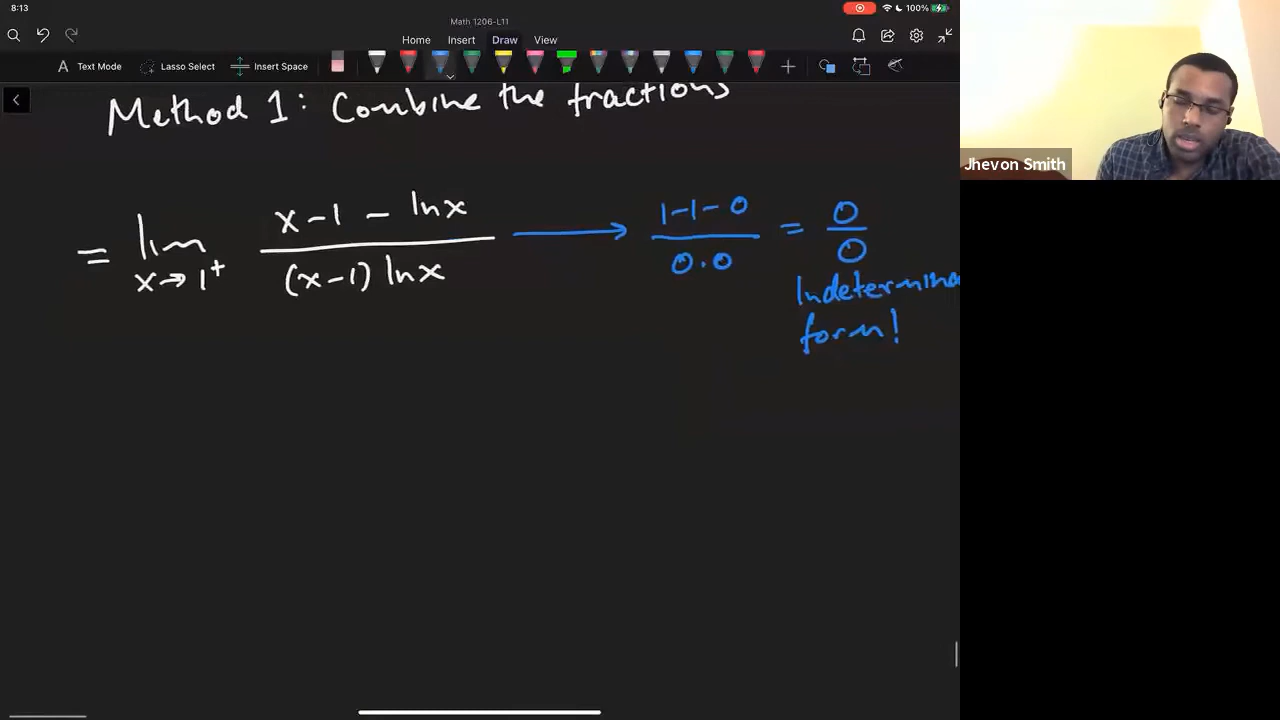 8:13
100%
Math 1206-L11
Home Insert Draw View
Text Mode Lasso Select Insert Space
Jhevon Smith
Method 1: Combine the fractions
= lim x→1⁺ (x-1 - lnx)/((x-1) lnx) → (1-1-0)/(0·0) = 0/0
Indetermina
form!